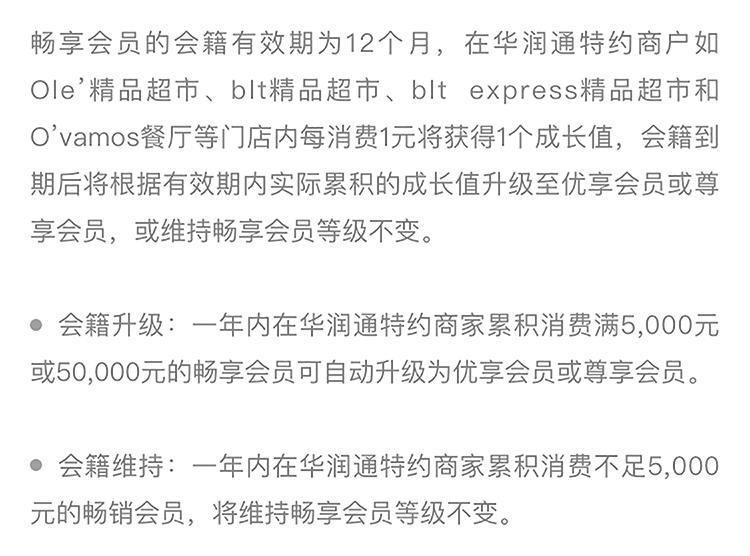 畅享会员的会籍有效期为12个月，在华润通特约商户如
Ole’精品超市、blt精品超市、blt express精品超市和
O’vamos餐厅等门店内每消费1元将获得1个成长值，会籍到
期后将根据有效期内实际累积的成长值升级至优享会员或尊
享会员，或维持畅享会员等级不变。
● 会籍升级：一年内在华润通特约商家累积消费满5,000元
或50,000元的畅享会员可自动升级为优享会员或尊享会员。
● 会籍维持：一年内在华润通特约商家累积消费不足5,000
元的畅销会员，将维持畅享会员等级不变。